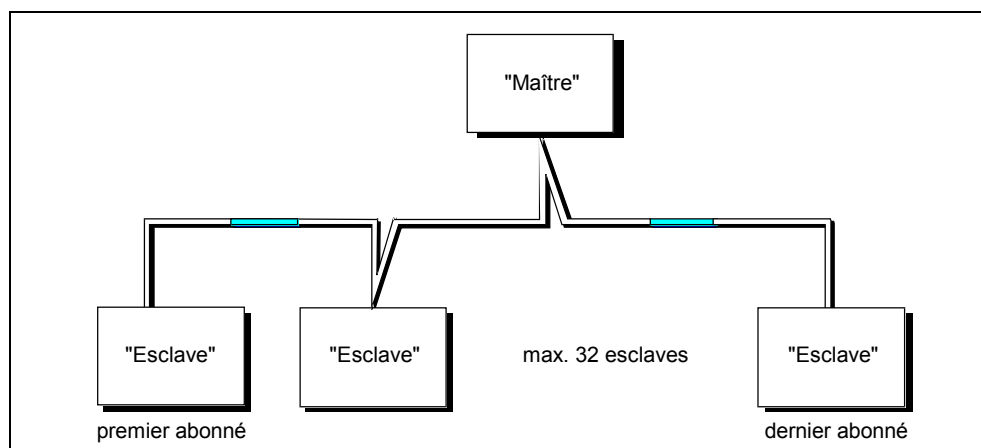 "Maître"
"Esclave"
"Esclave"
max. 32 esclaves
"Esclave"
premier abonné
dernier abonné